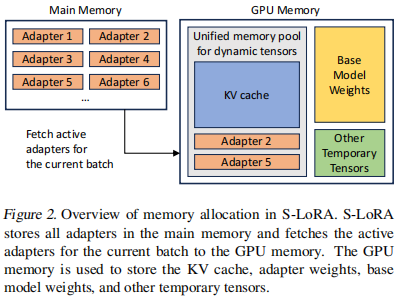 Main Memory
Adapter 1 Adapter 2
Adapter 3 Adapter 4
Adapter 5 Adapter 6
...
Fetch active
adapters for
the current batch
GPU Memory
Unified memory pool
for dynamic tensors
KV cache
Adapter 2
Adapter 5
Base
Model
Weights
Other
Temporary
Tensors
Figure 2. Overview of memory allocation in S-LoRA. S-LoRA
stores all adapters in the main memory and fetches the active
adapters for the current batch to the GPU memory. The GPU
memory is used to store the KV cache, adapter weights, base
model weights, and other temporary tensors.